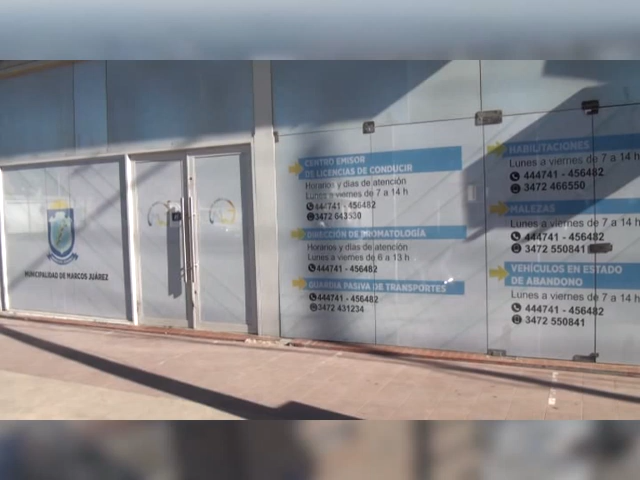 MUNICIPALIDAD DE MARCOS JUÁREZ
CENTRO EMISOR
DE LICENCIAS DE CONDUCIR
Horarios y días de atención
Lunes a viernes de 7 a 14 h
444741 - 456482
3472 643530
DIRECCIÓN DE BROMATOLOGÍA
Horarios y días de atención
Lunes a viernes de 6 a 13 h
444741 - 456482
GUARDIA PASIVA DE TRANSPORTES
444741 - 456482
3472 431234
HABILITACIONES
Lunes a viernes de 7 a 14 h
444741 - 456482
3472 466550
MALEZAS
Lunes a viernes de 7 a 14 h
444741 - 456482
3472 550841
VEHÍCULOS EN ESTADO
DE ABANDONO
Lunes a viernes de 7 a 14 h
444741 - 456482
3472 550841